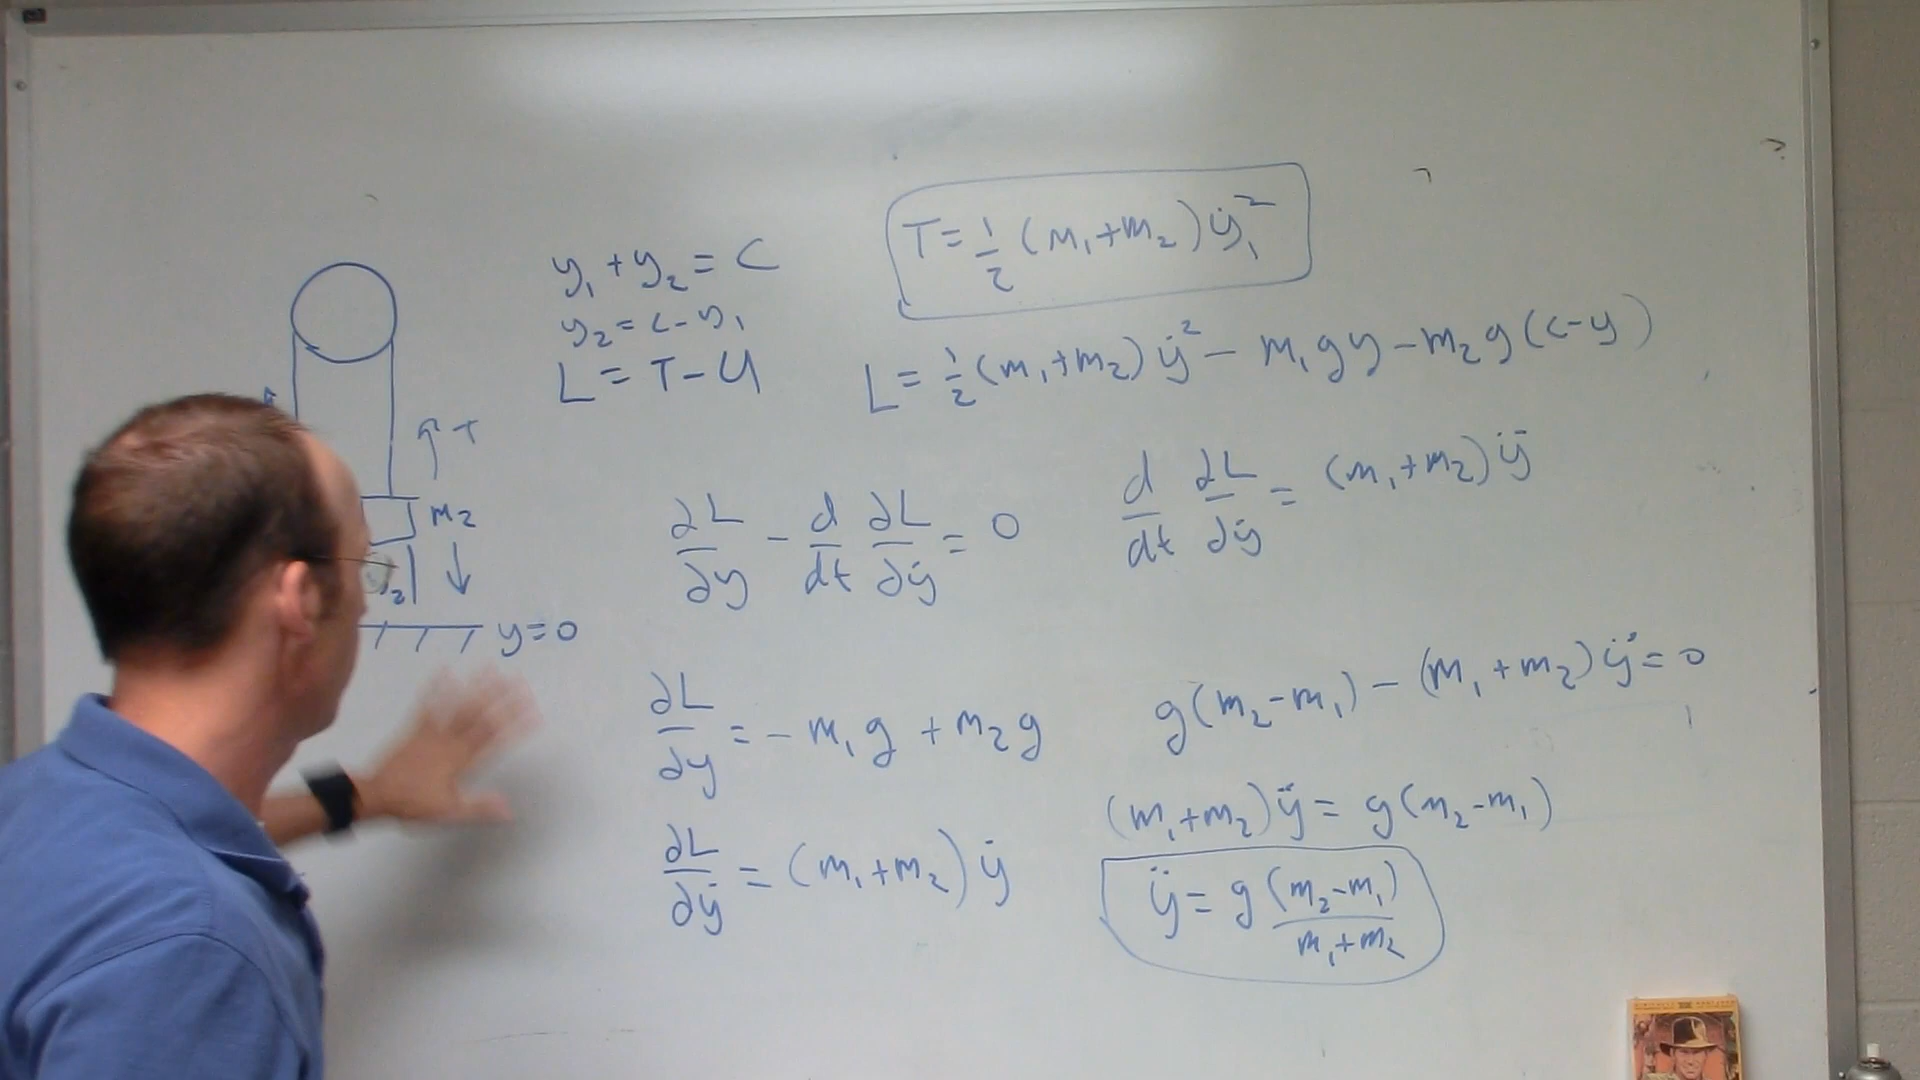 y₁ + y₂ = C
y₂ = c - y₁
L = T - U
T = 1/2 (m₁ + m₂) ẏ₁²
L = 1/2 (m₁ + m₂) ẏ² - m₁gy - m₂g(c - y)
T
m₂
y = 0
∂L/∂y - d/dt ∂L/∂ẏ = 0
d/dt ∂L/∂ẏ = (m₁ + m₂) ÿ
∂L/∂y = - m₁g + m₂g
∂L/∂ẏ = (m₁ + m₂) ẏ
g(m₂ - m₁) - (m₁ + m₂) ÿ = 0
(m₁ + m₂) ÿ = g(m₂ - m₁)
ÿ = g (m₂ - m₁)/m₁ + m₂